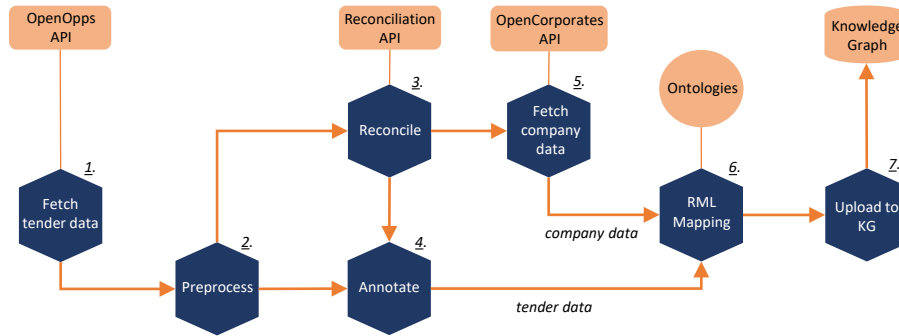 OpenOpps
API
Reconciliation
API
OpenCorporates
API
Knowledge
Graph
Ontologies
1.
Fetch
tender data
2.
Preprocess
3.
Reconcile
4.
Annotate
5.
Fetch
company
data
company data
tender data
6.
RML
Mapping
7.
Upload to
KG